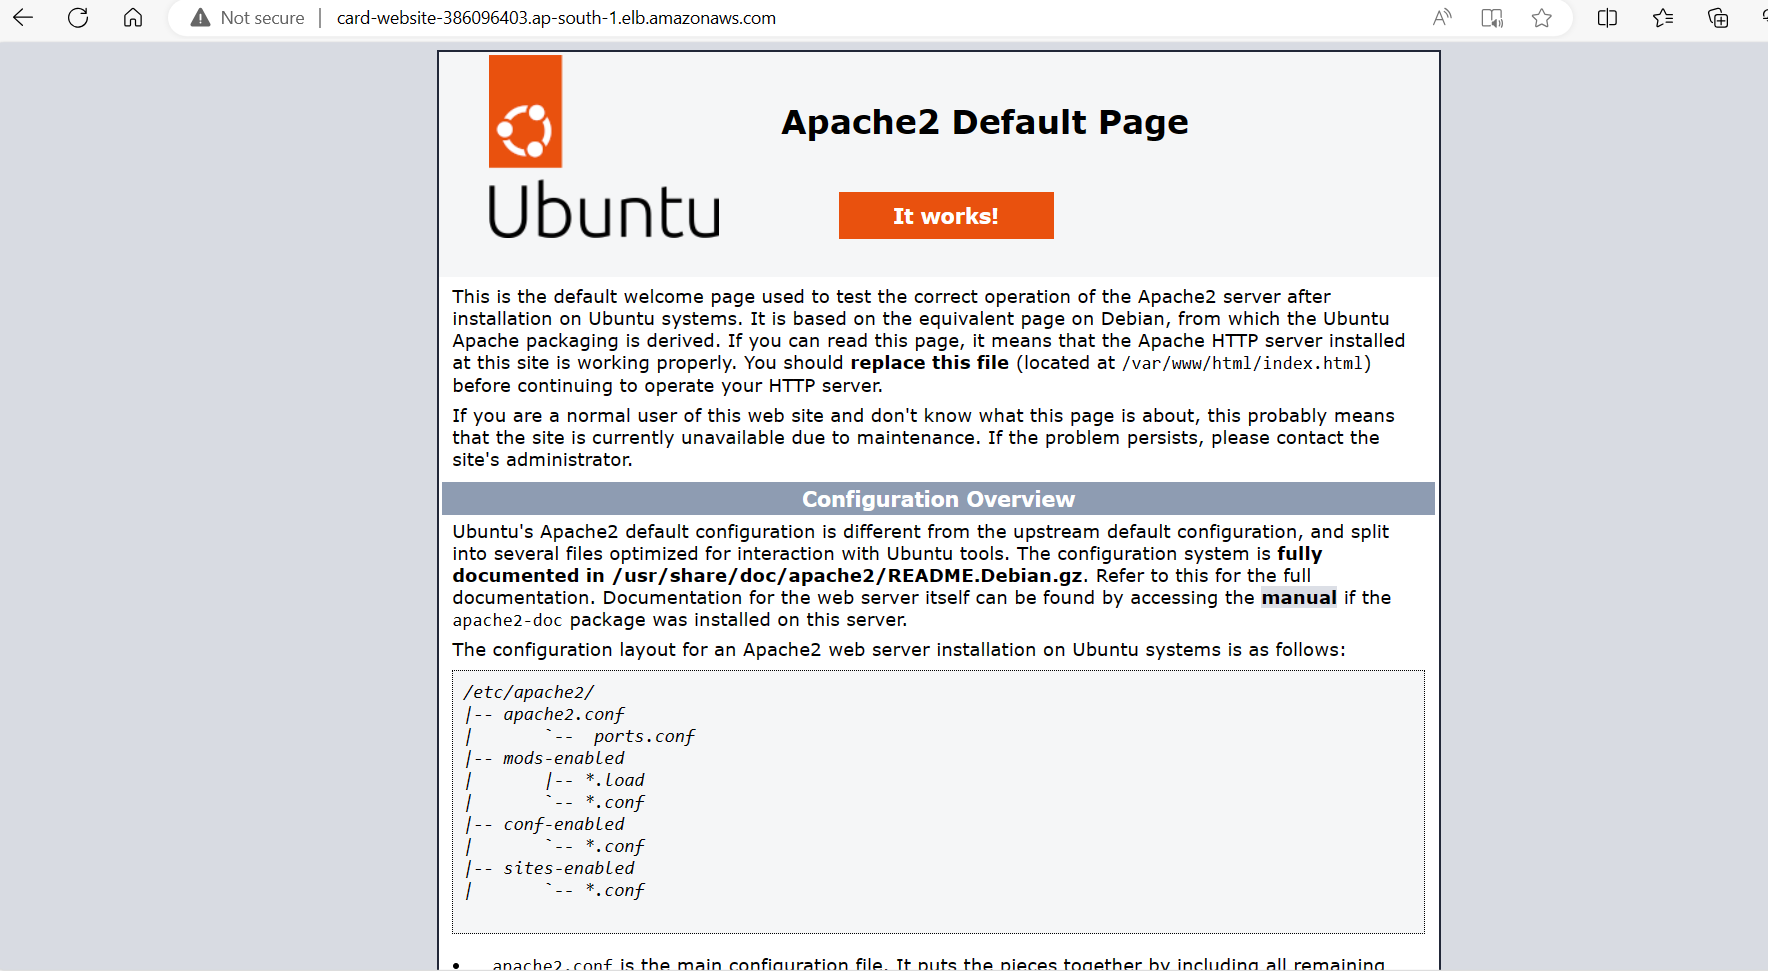 Not secure | card-website-386096403.ap-south-1.elb.amazonaws.com
Apache2 Default Page
Ubuntu
It works!
This is the default welcome page used to test the correct operation of the Apache2 server after
installation on Ubuntu systems. It is based on the equivalent page on Debian, from which the Ubuntu
Apache packaging is derived. If you can read this page, it means that the Apache HTTP server installed
at this site is working properly. You should replace this file (located at /var/www/html/index.html)
before continuing to operate your HTTP server.
If you are a normal user of this web site and don't know what this page is about, this probably means
that the site is currently unavailable due to maintenance. If the problem persists, please contact the
site's administrator.
Configuration Overview
Ubuntu's Apache2 default configuration is different from the upstream default configuration, and split
into several files optimized for interaction with Ubuntu tools. The configuration system is fully
documented in /usr/share/doc/apache2/README.Debian.gz. Refer to this for the full
documentation. Documentation for the web server itself can be found by accessing the manual if the
apache2-doc package was installed on this server.
The configuration layout for an Apache2 web server installation on Ubuntu systems is as follows:
/etc/apache2/
|-- apache2.conf
|       `--  ports.conf
|-- mods-enabled
|       |-- *.load
|       `-- *.conf
|-- conf-enabled
|       `-- *.conf
|-- sites-enabled
|       `-- *.conf
• apache2.conf is the main configuration file. It puts the pieces together by including all remaining